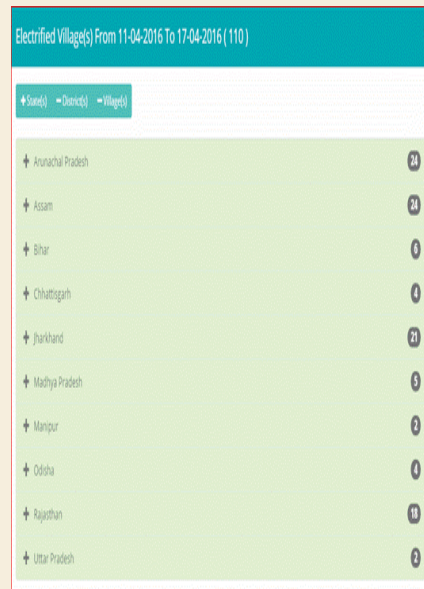 Electrified Village(s) From 11-04-2016 To 17-04-2016 ( 110 )
+State(s) −District(s) −Village(s)
+ Arunachal Pradesh 24
+ Assam 24
+ Bihar 6
+ Chhattisgarh 4
+ Jharkhand 21
+ Madhya Pradesh 5
+ Manipur 2
+ Odisha 4
+ Rajasthan 18
+ Uttar Pradesh 2